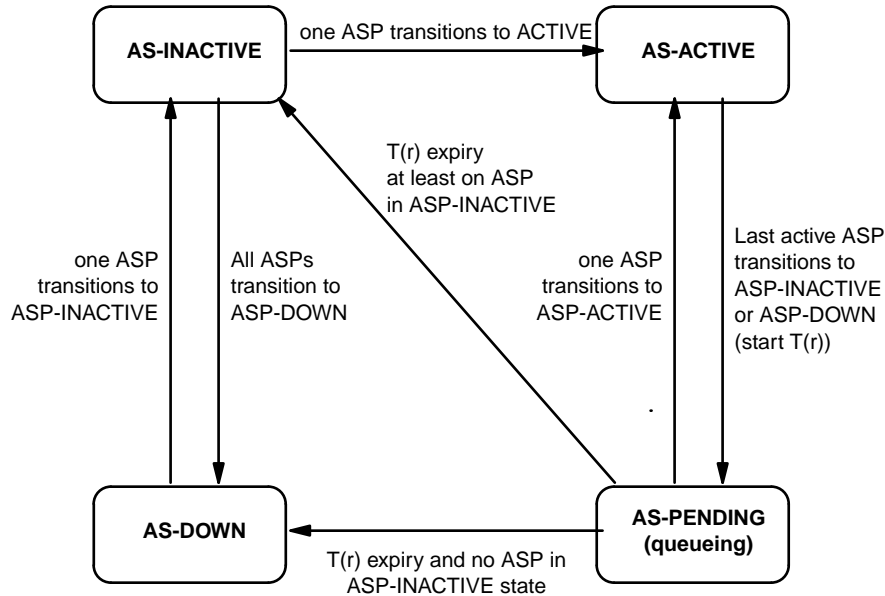 one ASP transitions to ACTIVE
AS-INACTIVE
AS-ACTIVE
T(r) expiry
at least on ASP
in ASP-INACTIVE
one ASP
transitions to
ASP-INACTIVE
All ASPs
transition to
ASP-DOWN
one ASP
transitions to
ASP-ACTIVE
Last active ASP
transitions to
ASP-INACTIVE
or ASP-DOWN
(start T(r))
.
AS-DOWN
AS-PENDING
(queueing)
T(r) expiry and no ASP in
ASP-INACTIVE state